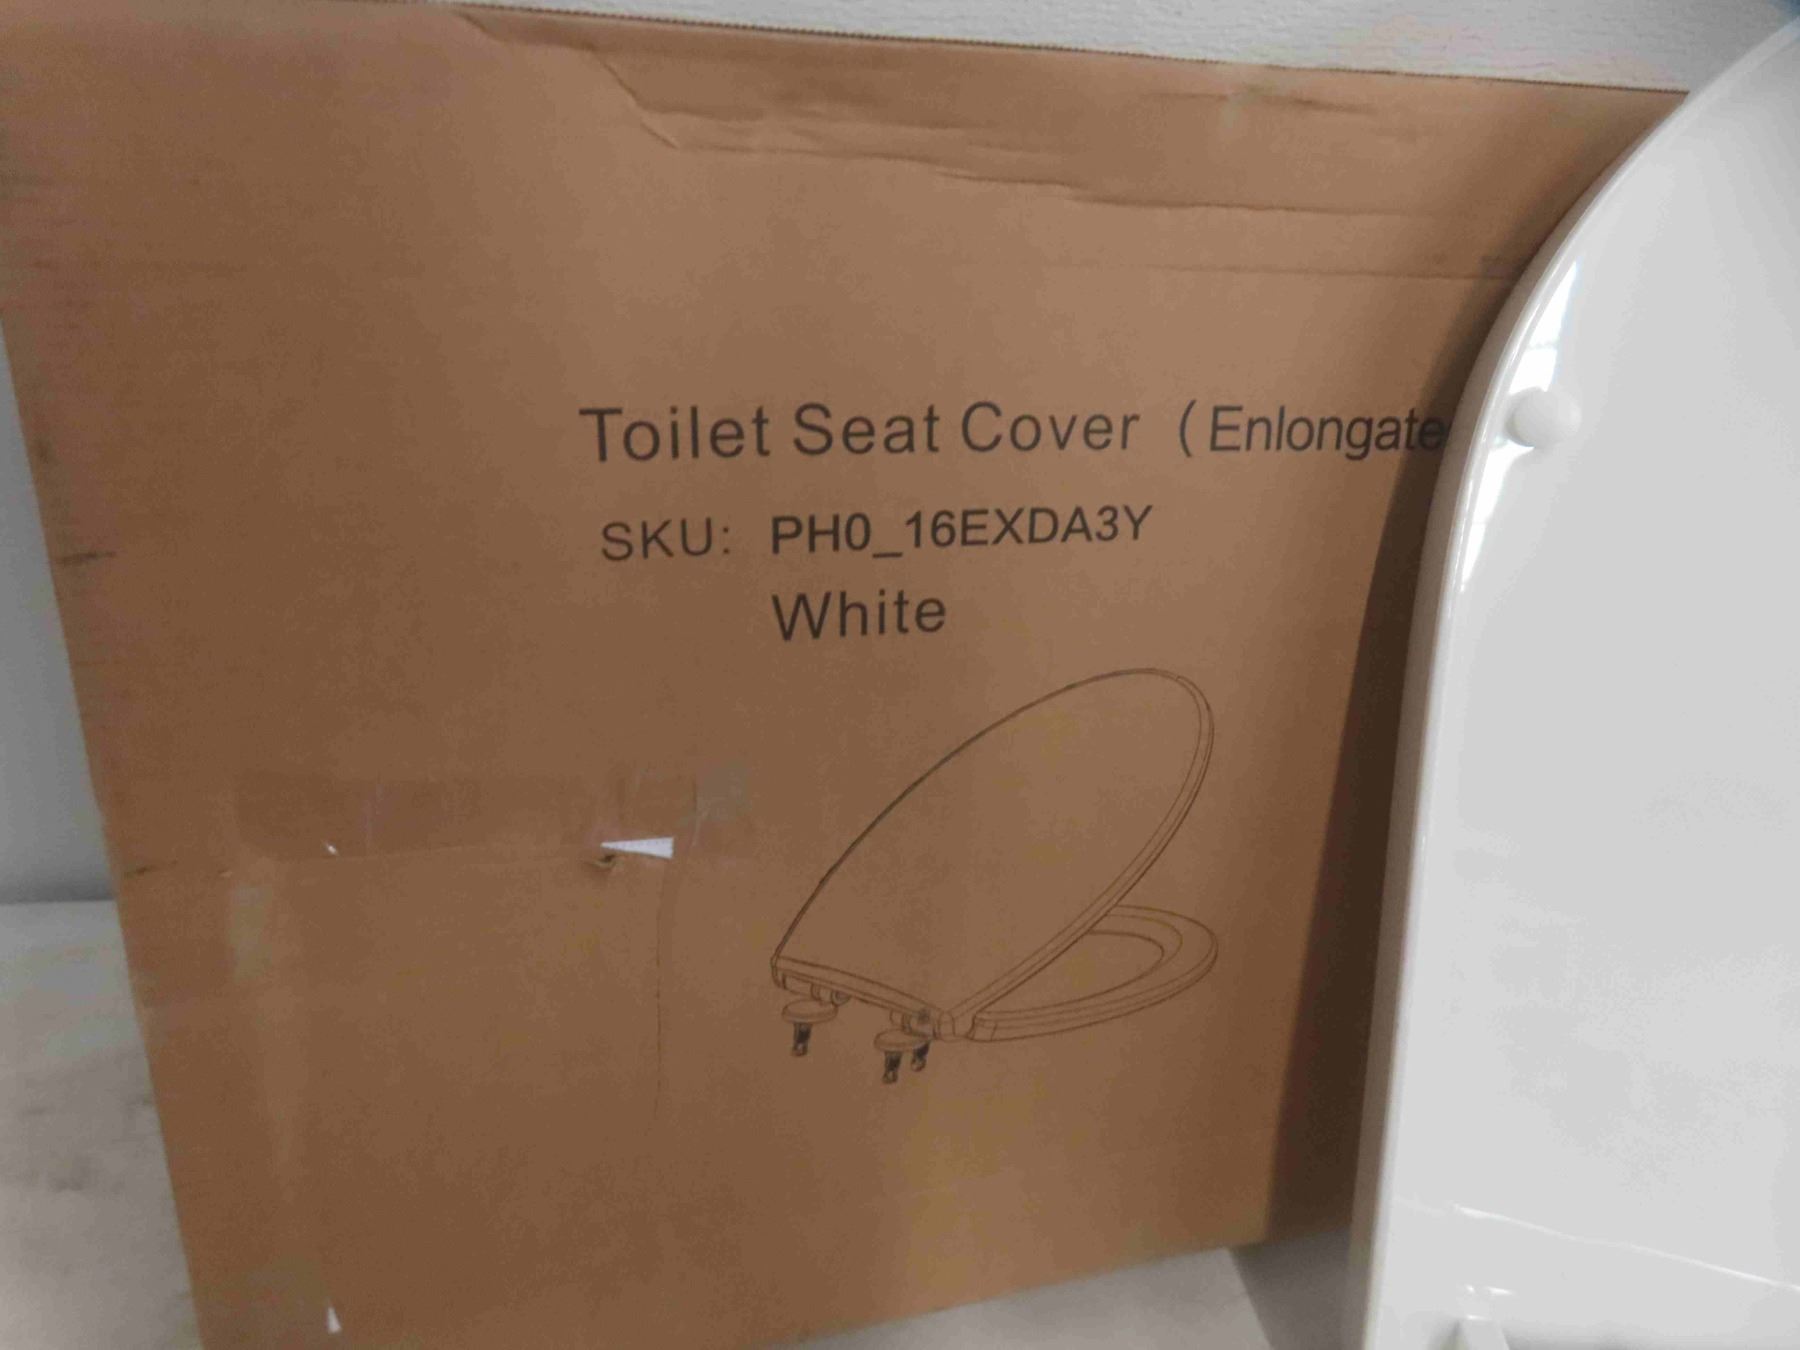 Toilet Seat Cover (Enlongate
SKU: PH0_16EXDA3Y
White